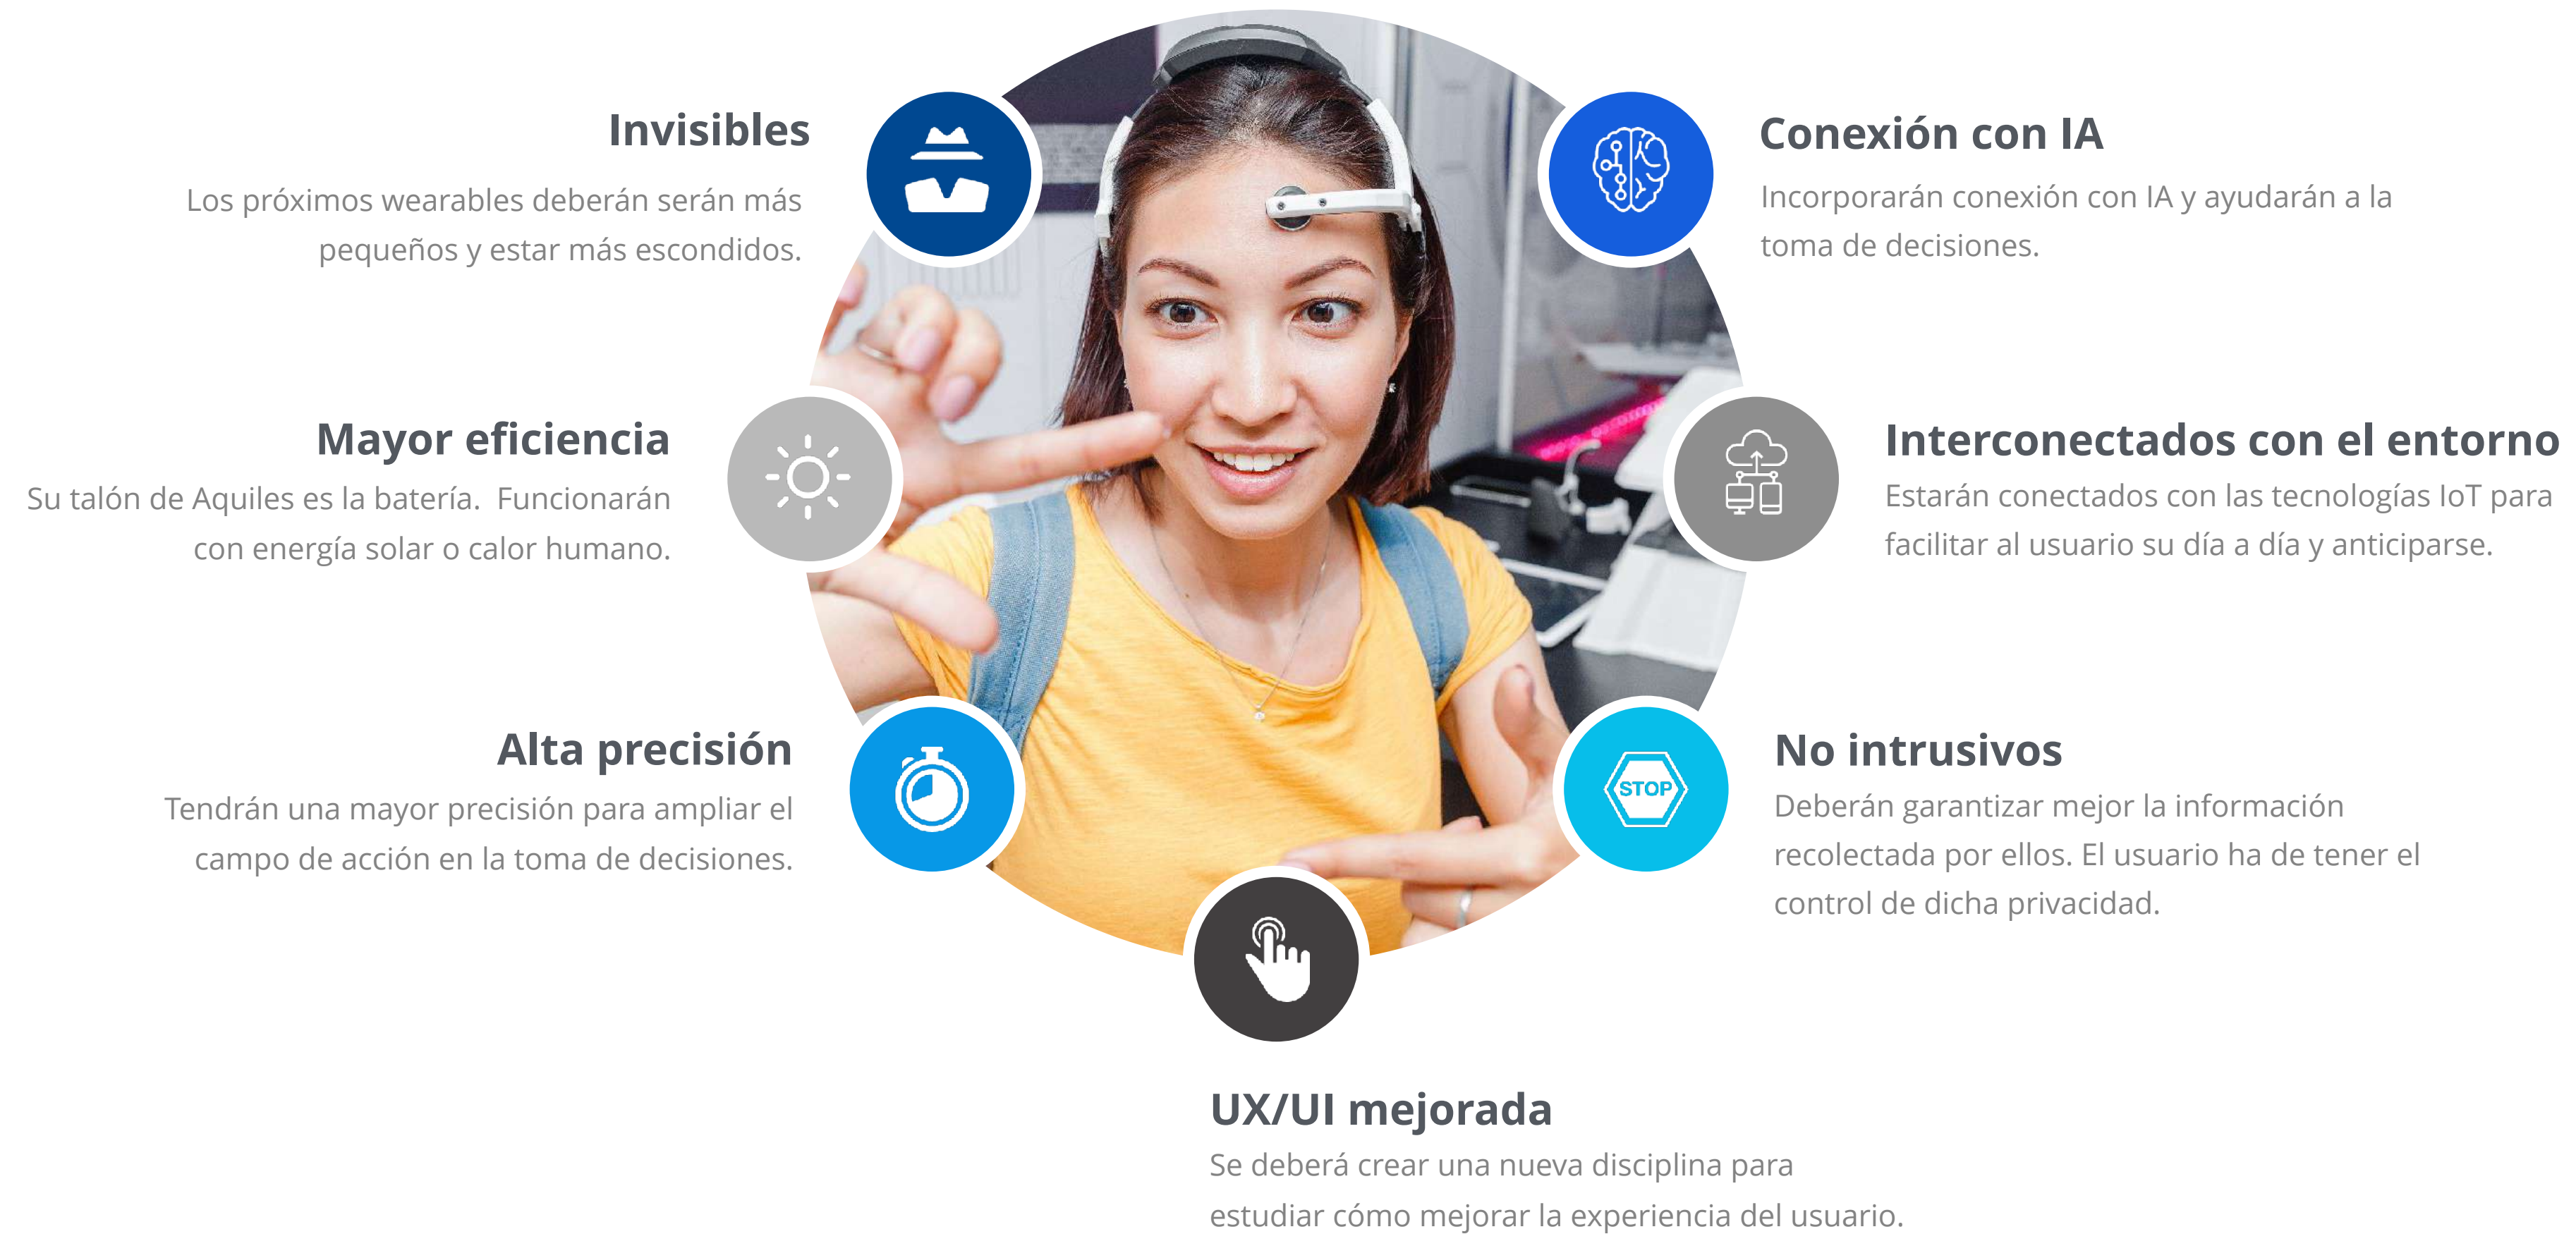 Invisibles
Los próximos wearables deberán serán más
pequeños y estar más escondidos.
Mayor eficiencia
Su talón de Aquiles es la batería.  Funcionarán
con energía solar o calor humano.
Alta precisión
Tendrán una mayor precisión para ampliar el
campo de acción en la toma de decisiones.
Conexión con IA
Incorporarán conexión con IA y ayudarán a la
toma de decisiones.
Interconectados con el entorno
Estarán conectados con las tecnologías IoT para
facilitar al usuario su día a día y anticiparse.
STOP
No intrusivos
Deberán garantizar mejor la información
recolectada por ellos. El usuario ha de tener el
control de dicha privacidad.
UX/UI mejorada
Se deberá crear una nueva disciplina para
estudiar cómo mejorar la experiencia del usuario.